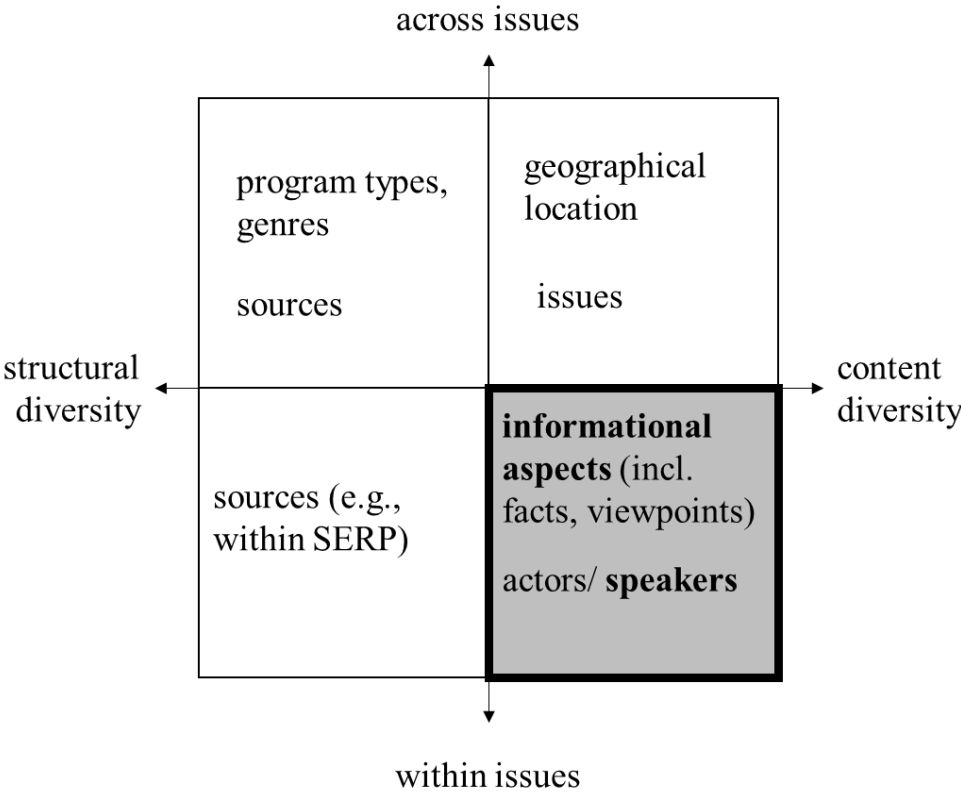 across issues
program types,
genres
sources
geographical
location
issues
structural
diversity
content
diversity
sources (e.g.,
within SERP)
informational
aspects (incl.
facts, viewpoints)
actors/ speakers
within issues